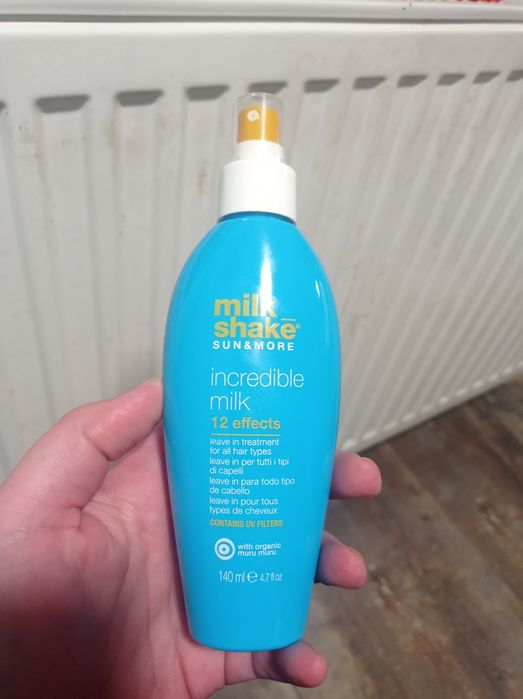 milk_
shake®
SUN&MORE
incredible
milk
12 effects
leave in treatment
for all hair types
leave in per tutti i tipi
di capelli
leave in para todo tipo
de cabello
leave in pour tous
types de cheveux
CONTAINS UV FILTERS
with organic
muru muru
140 ml ℮ 4.7 fl oz